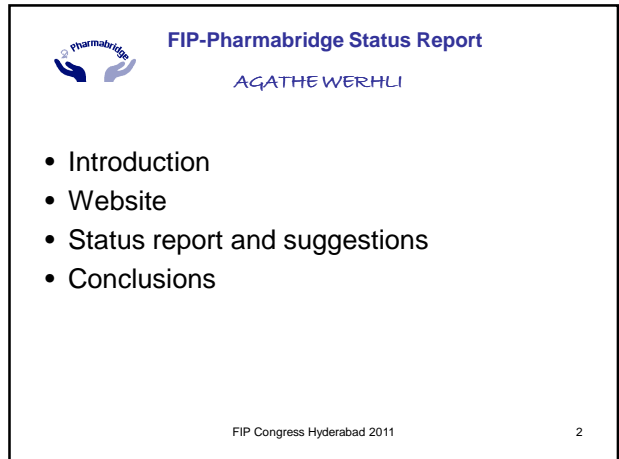 Pharmabridge
FIP-Pharmabridge Status Report
AGATHE WERHLI
• Introduction
• Website
• Status report and suggestions
• Conclusions
FIP Congress Hyderabad 2011
2